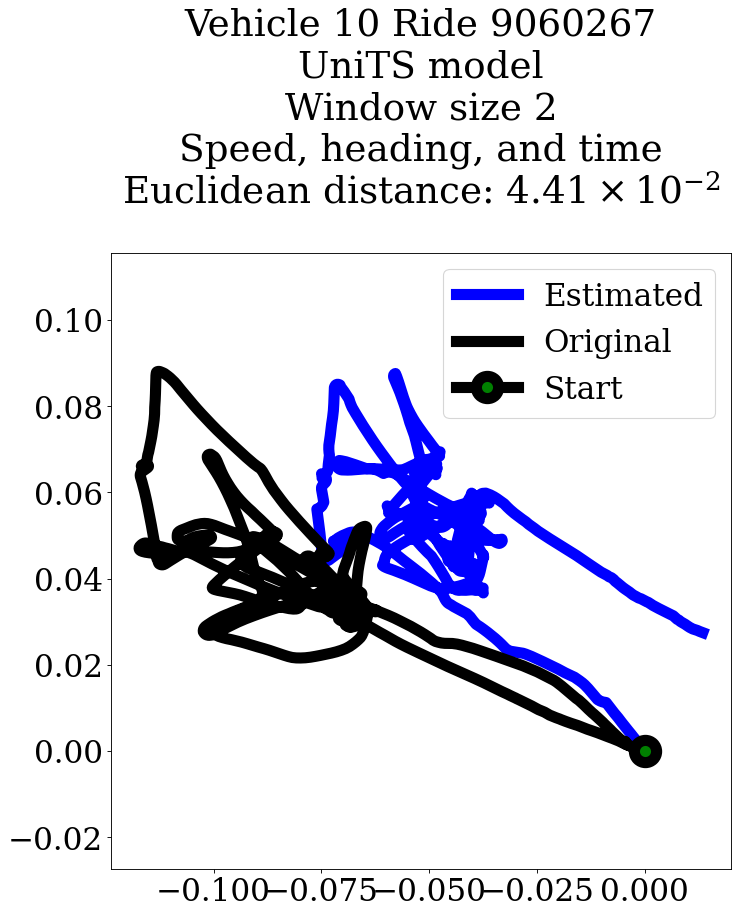 Vehicle 10 Ride 9060267
UniTS model
Window size 2
Speed, heading, and time
Euclidean distance: 4.41 × 10⁻²
Estimated
Original
Start
0.10
0.08
0.06
0.04
0.02
0.00
−0.02
−0.100 −0.075 −0.050 −0.025 0.000